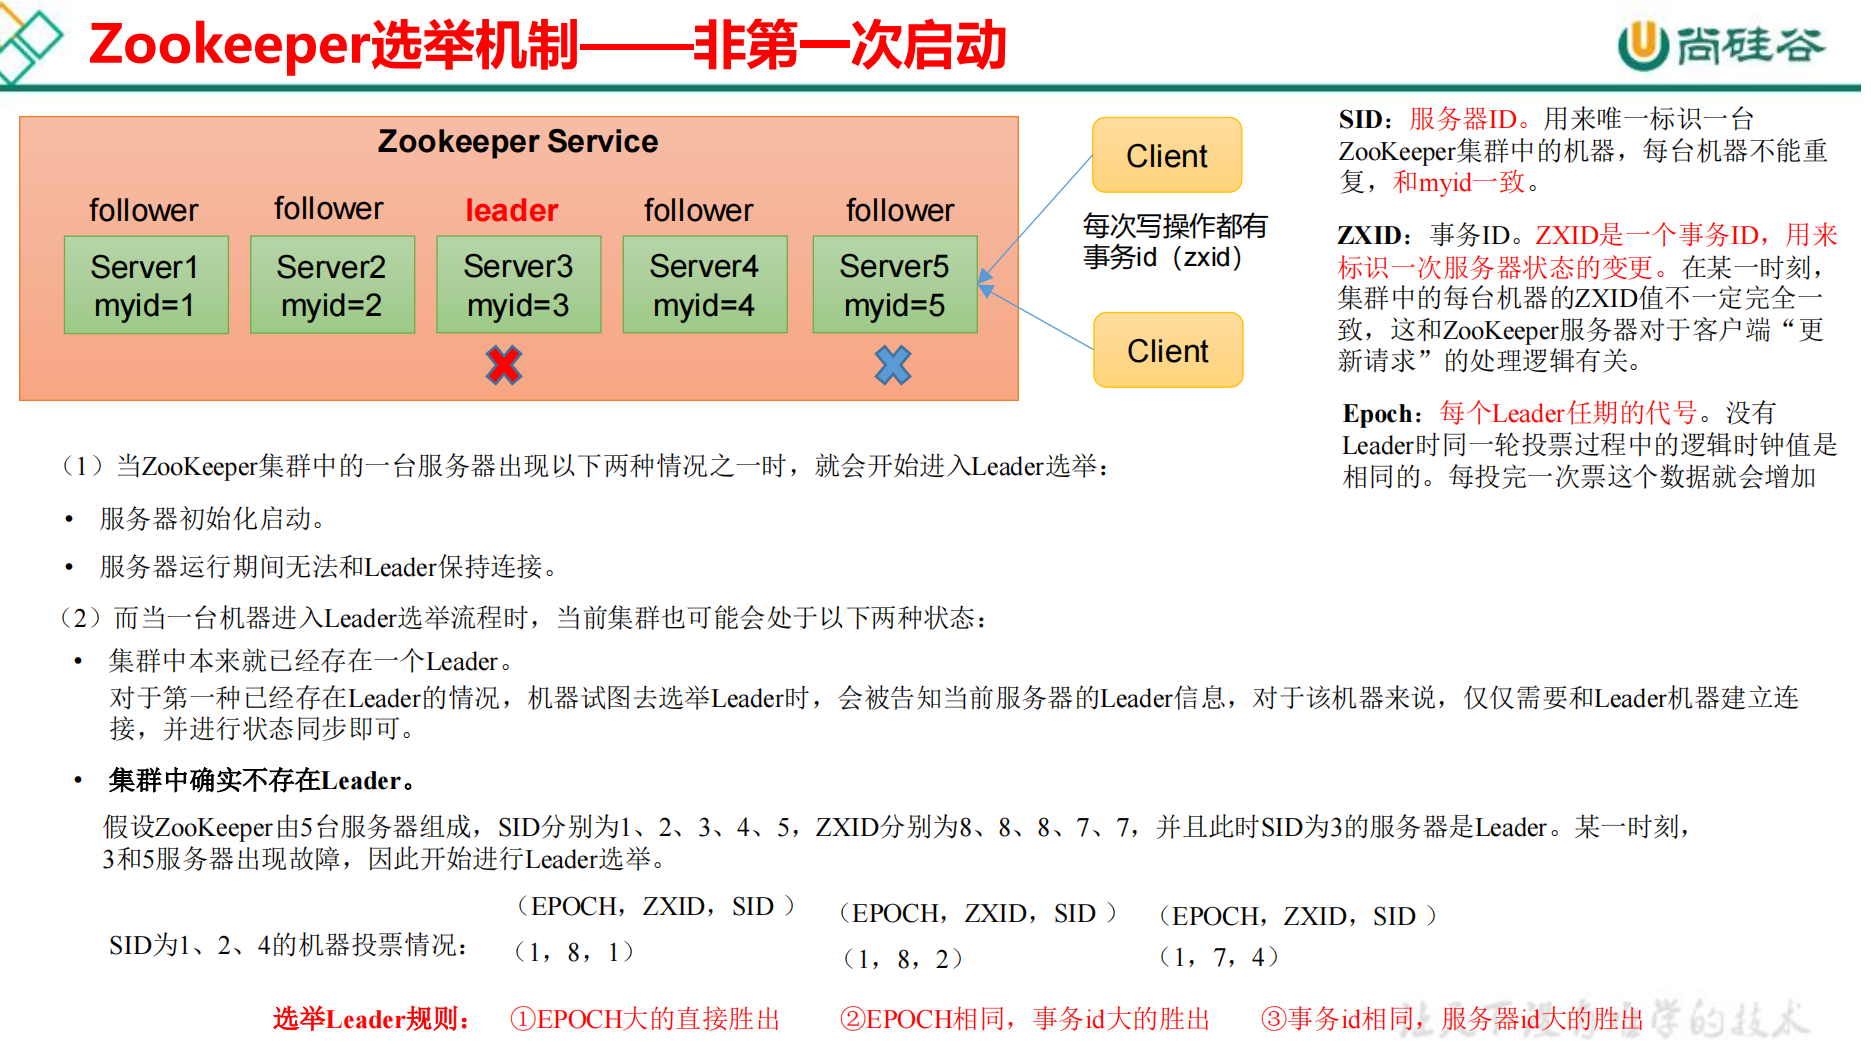 Zookeeper选举机制——非第一次启动
尚硅谷
Zookeeper Service
follower
follower
leader
follower
follower
Server1
myid=1
Server2
myid=2
Server3
myid=3
Server4
myid=4
Server5
myid=5
Client
每次写操作都有
事务id（zxid）
Client
SID：服务器ID。用来唯一标识一台
ZooKeeper集群中的机器，每台机器不能重
复，和myid一致。
ZXID：事务ID。ZXID是一个事务ID，用来
标识一次服务器状态的变更。在某一时刻，
集群中的每台机器的ZXID值不一定完全一
致，这和ZooKeeper服务器对于客户端“更
新请求”的处理逻辑有关。
Epoch：每个Leader任期的代号。没有
Leader时同一轮投票过程中的逻辑时钟值是
相同的。每投完一次票这个数据就会增加
（1）当ZooKeeper集群中的一台服务器出现以下两种情况之一时，就会开始进入Leader选举：
• 服务器初始化启动。
• 服务器运行期间无法和Leader保持连接。
（2）而当一台机器进入Leader选举流程时，当前集群也可能会处于以下两种状态：
• 集群中本来就已经存在一个Leader。
对于第一种已经存在Leader的情况，机器试图去选举Leader时，会被告知当前服务器的Leader信息，对于该机器来说，仅仅需要和Leader机器建立连
接，并进行状态同步即可。
• 集群中确实不存在Leader。
假设ZooKeeper由5台服务器组成，SID分别为1、2、3、4、5，ZXID分别为8、8、8、7、7，并且此时SID为3的服务器是Leader。某一时刻，
3和5服务器出现故障，因此开始进行Leader选举。
（EPOCH，ZXID，SID ）
（EPOCH，ZXID，SID ）
（EPOCH，ZXID，SID ）
SID为1、2、4的机器投票情况：
（1，8，1）
（1，8，2）
（1，7，4）
选举Leader规则：
①EPOCH大的直接胜出
②EPOCH相同，事务id大的胜出
③事务id相同，服务器id大的胜出
让天下没有难学的技术